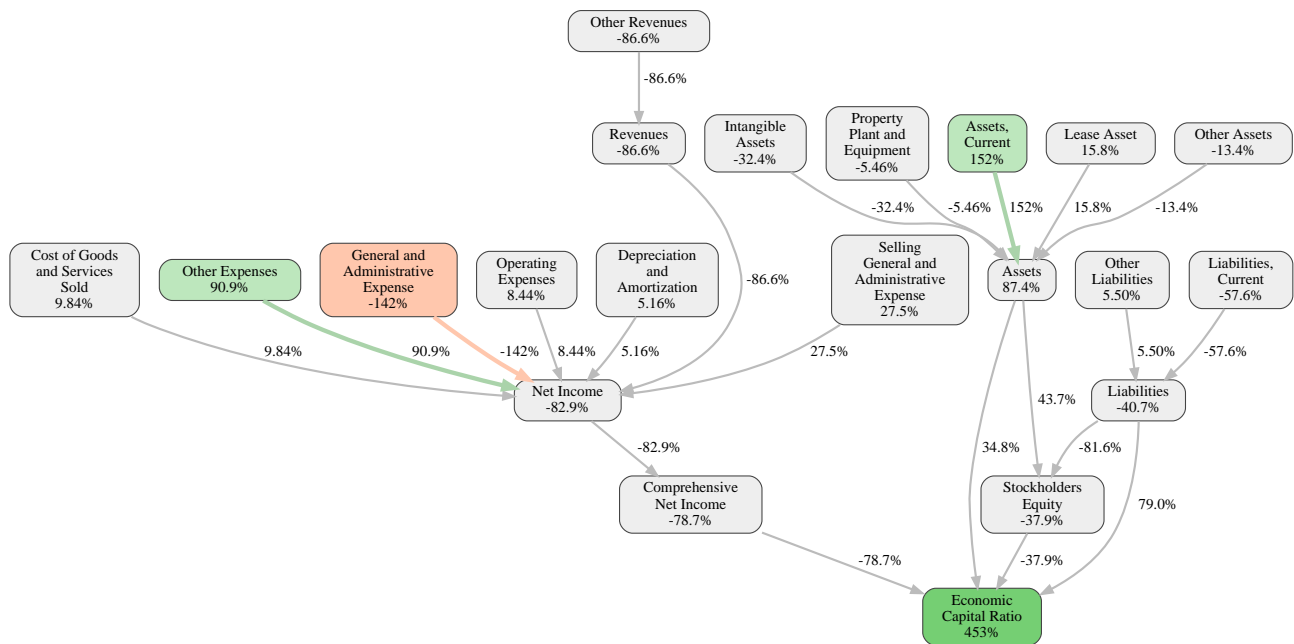 Other Revenues
-86.6%
-86.6%
Revenues
-86.6%
Intangible
Assets
-32.4%
Property
Plant and
Equipment
-5.46%
Assets,
Current
152%
Lease Asset
15.8%
Other Assets
-13.4%
-32.4%
-5.46%
152%
15.8%
-13.4%
Cost of Goods
and Services
Sold
9.84%
Other Expenses
90.9%
General and
Administrative
Expense
-142%
Operating
Expenses
8.44%
Depreciation
and
Amortization
5.16%
-86.6%
Selling
General and
Administrative
Expense
27.5%
Assets
87.4%
Other
Liabilities
5.50%
Liabilities,
Current
-57.6%
9.84%
90.9%
-142%
8.44%
5.16%
27.5%
5.50%
-57.6%
Net Income
-82.9%
43.7%
Liabilities
-40.7%
-82.9%
34.8%
-81.6%
Comprehensive
Net Income
-78.7%
Stockholders
Equity
-37.9%
79.0%
-78.7%
-37.9%
Economic
Capital Ratio
453%